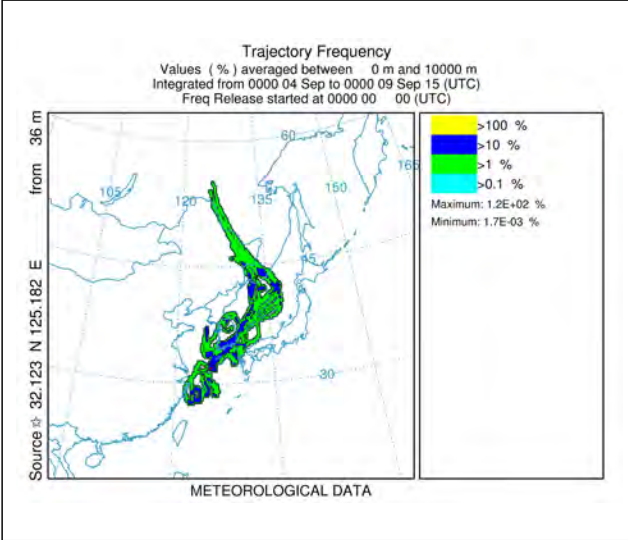 Trajectory Frequency
Values ( % ) averaged between 0 m and 10000 m
Integrated from 0000 04 Sep to 0000 09 Sep 15 (UTC)
Freq Release started at 0000 00 00 (UTC)
Source ☆ 32.123 N 125.182 E from 36 m
60
165
105
120
135
150
45
30
>100 %
>10 %
>1 %
>0.1 %
Maximum: 1.2E+02 %
Minimum: 1.7E-03 %
METEOROLOGICAL DATA